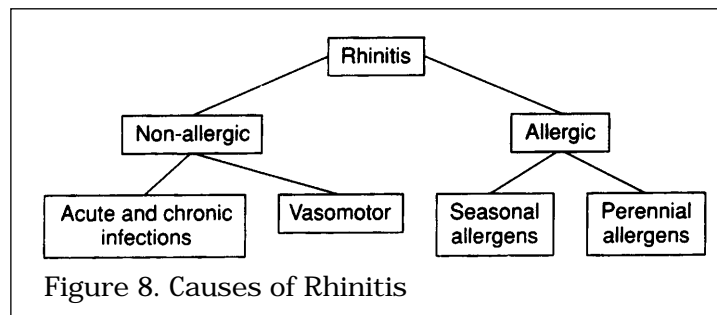 Rhinitis
Non-allergic
Allergic
Acute and chronic
infections
Vasomotor
Seasonal
allergens
Perennial
allergens
Figure 8. Causes of Rhinitis